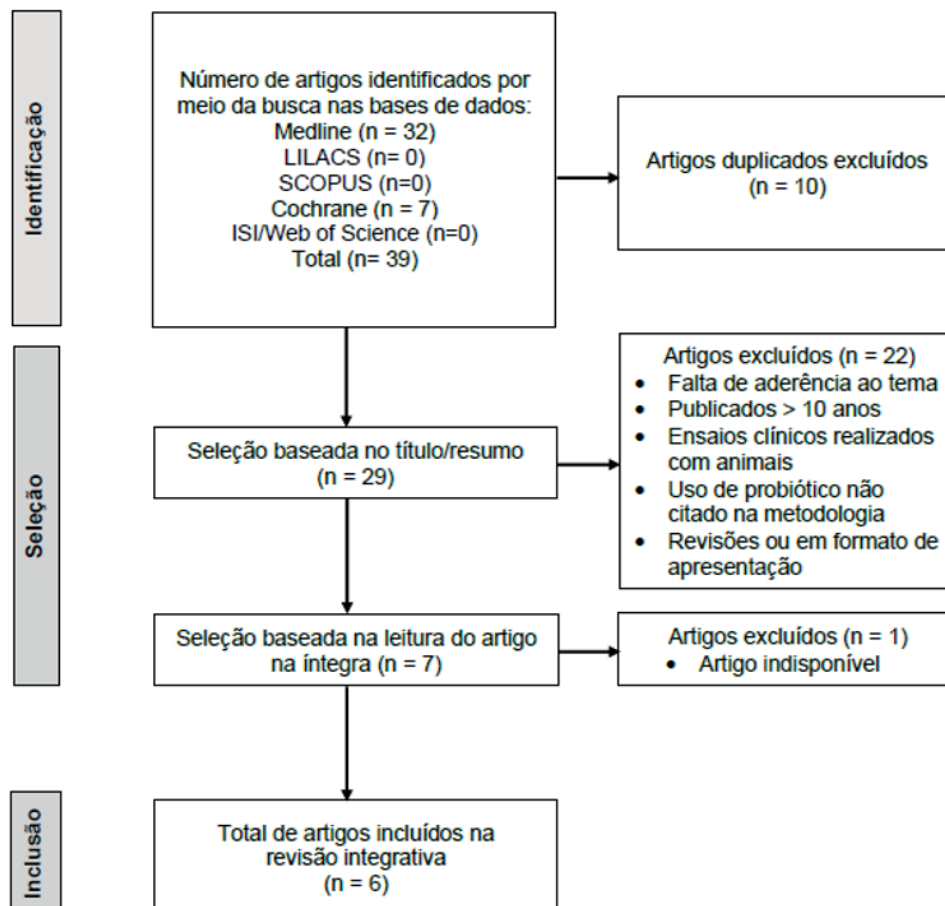 Identificação
Número de artigos identificados por
meio da busca nas bases de dados:
Medline (n = 32)
LILACS (n= 0)
SCOPUS (n=0)
Cochrane (n = 7)
ISI/Web of Science (n=0)
Total (n= 39)
Artigos duplicados excluídos
(n = 10)
Seleção
Seleção baseada no título/resumo
(n = 29)
Artigos excluídos (n = 22)
• Falta de aderência ao tema
• Publicados > 10 anos
• Ensaios clínicos realizados
com animais
• Uso de probiótico não
citado na metodologia
• Revisões ou em formato de
apresentação
Seleção baseada na leitura do artigo
na íntegra (n = 7)
Artigos excluídos (n = 1)
• Artigo indisponível
Inclusão
Total de artigos incluídos na
revisão integrativa
(n = 6)